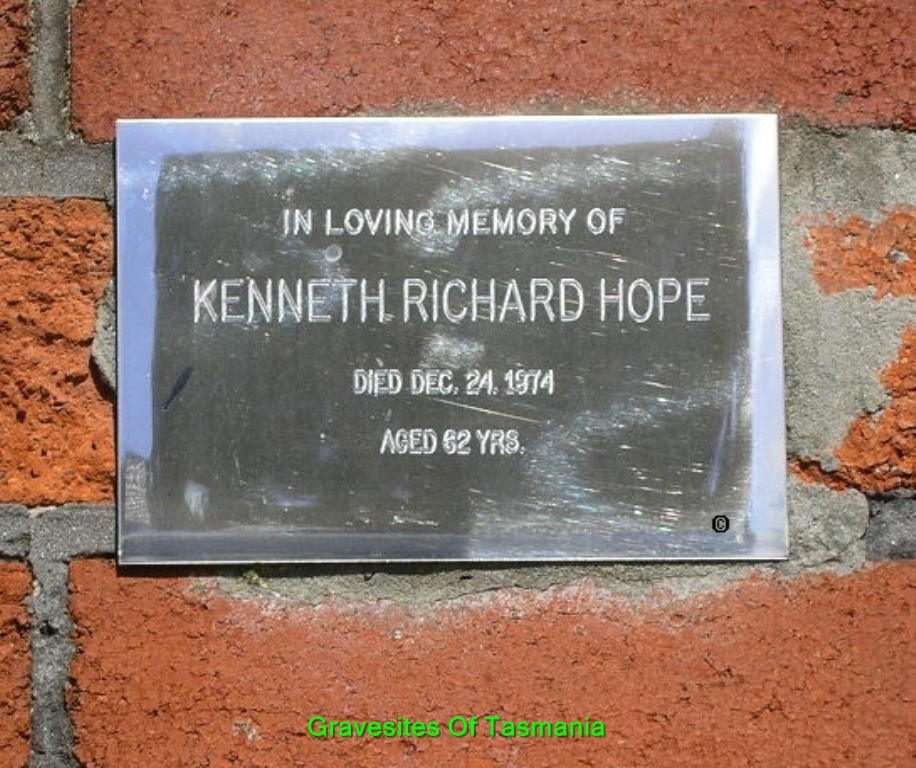 IN LOVING MEMORY OF
KENNETH RICHARD HOPE
DIED DEC. 24. 1974
AGED 62 YRS.
©
Gravesites Of Tasmania